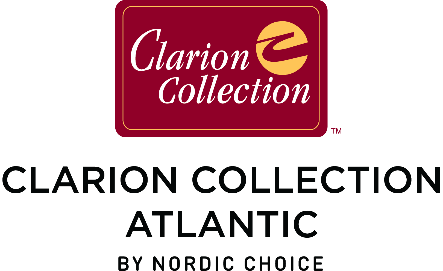 Clarion
Collection
™
CLARION COLLECTION
ATLANTIC
BY NORDIC CHOICE